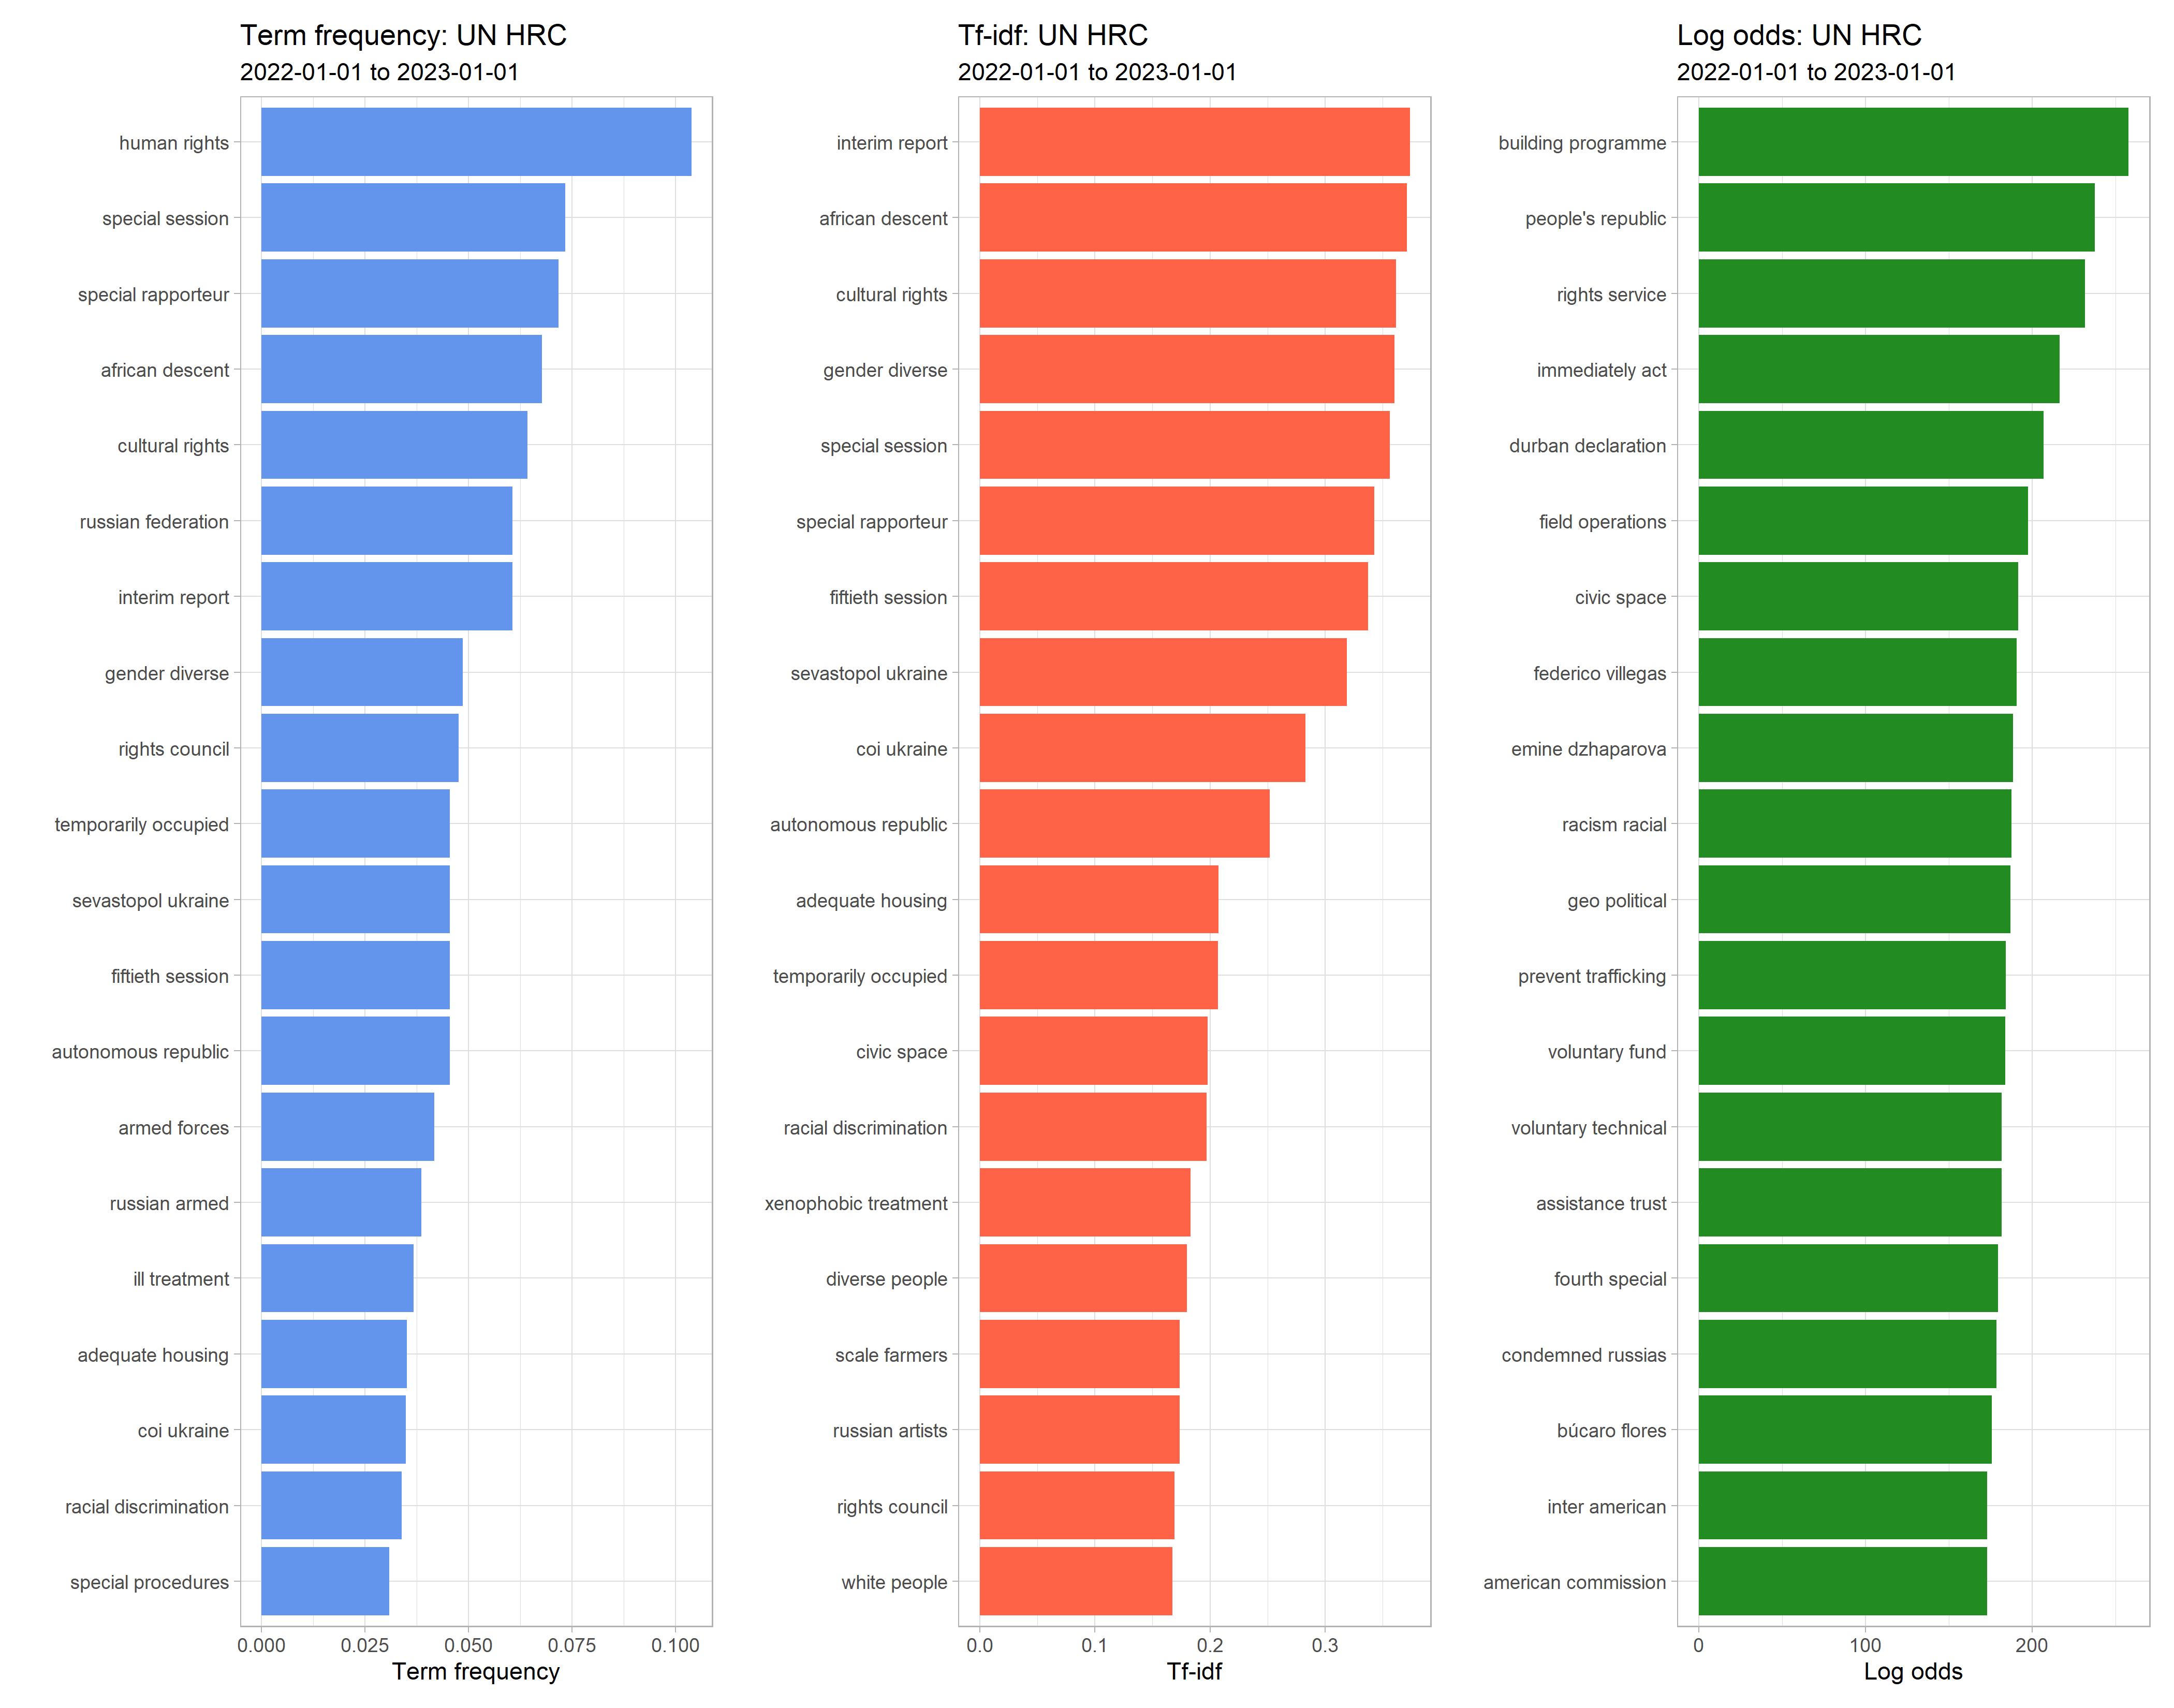 Term frequency: UN HRC
2022-01-01 to 2023-01-01
human rights
special session
special rapporteur
african descent
cultural rights
russian federation
interim report
gender diverse
rights council
temporarily occupied
sevastopol ukraine
fiftieth session
autonomous republic
armed forces
russian armed
ill treatment
adequate housing
coi ukraine
racial discrimination
special procedures
0.000 0.025 0.050 0.075 0.100
Term frequency
Tf-idf: UN HRC
2022-01-01 to 2023-01-01
interim report
african descent
cultural rights
gender diverse
special session
special rapporteur
fiftieth session
sevastopol ukraine
coi ukraine
autonomous republic
adequate housing
temporarily occupied
civic space
racial discrimination
xenophobic treatment
diverse people
scale farmers
russian artists
rights council
white people
0.0 0.1 0.2 0.3
Tf-idf
Log odds: UN HRC
2022-01-01 to 2023-01-01
building programme
people's republic
rights service
immediately act
durban declaration
field operations
civic space
federico villegas
emine dzhaparova
racism racial
geo political
prevent trafficking
voluntary fund
voluntary technical
assistance trust
fourth special
condemned russias
búcaro flores
inter american
american commission
0 100 200
Log odds